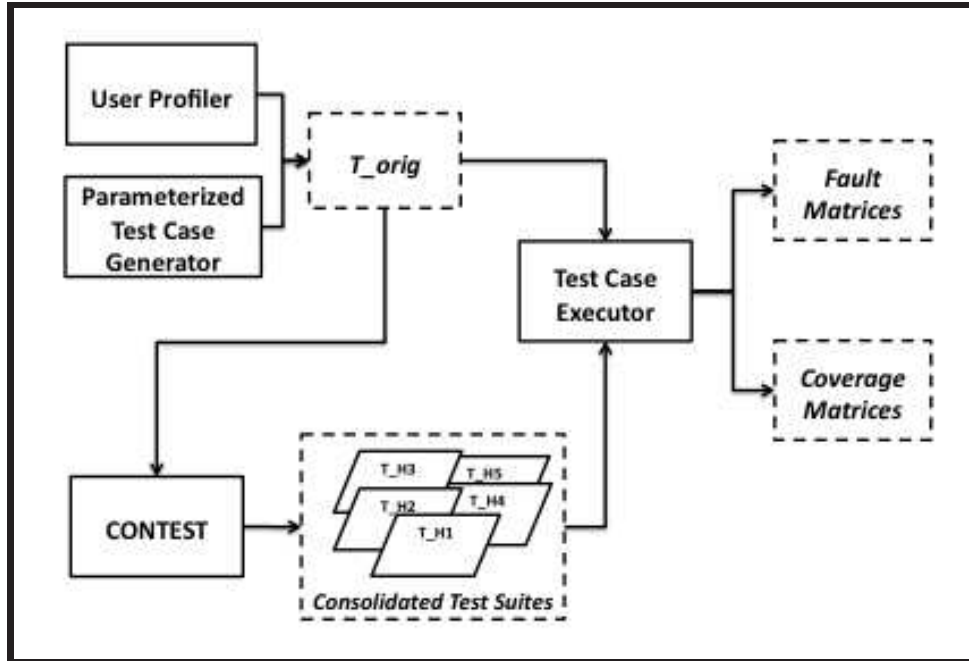 User Profiler
Parameterized
Test Case
Generator
T_orig
Fault
Matrices
Test Case
Executor
Coverage
Matrices
CONTEST
T_H3
T_H5
T_H2
T_H4
T_H1
Consolidated Test Suites